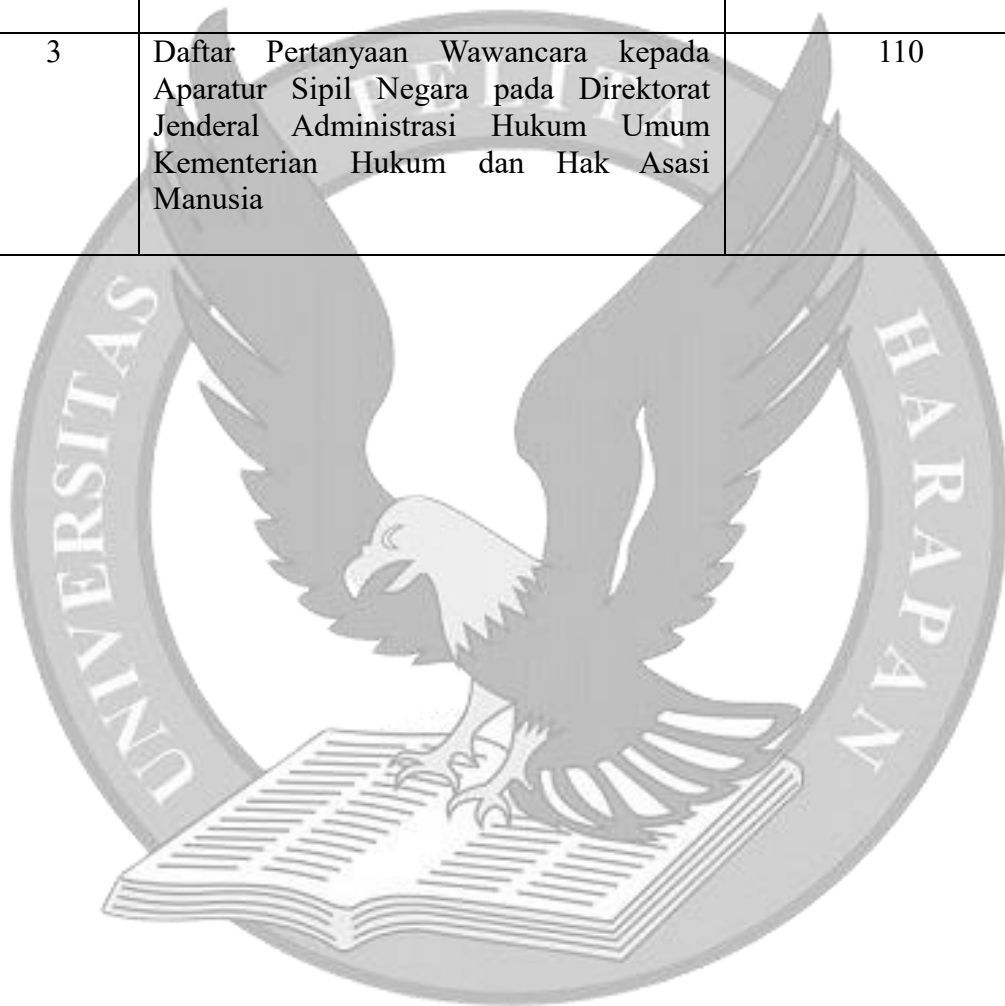 3 Daftar Pertanyaan Wawancara kepada 110
Aparatur Sipil Negara pada Direktorat
Jenderal Administrasi Hukum Umum
Kementerian Hukum dan Hak Asasi
Manusia
UNIVERSITAS PELITA HARAPAN